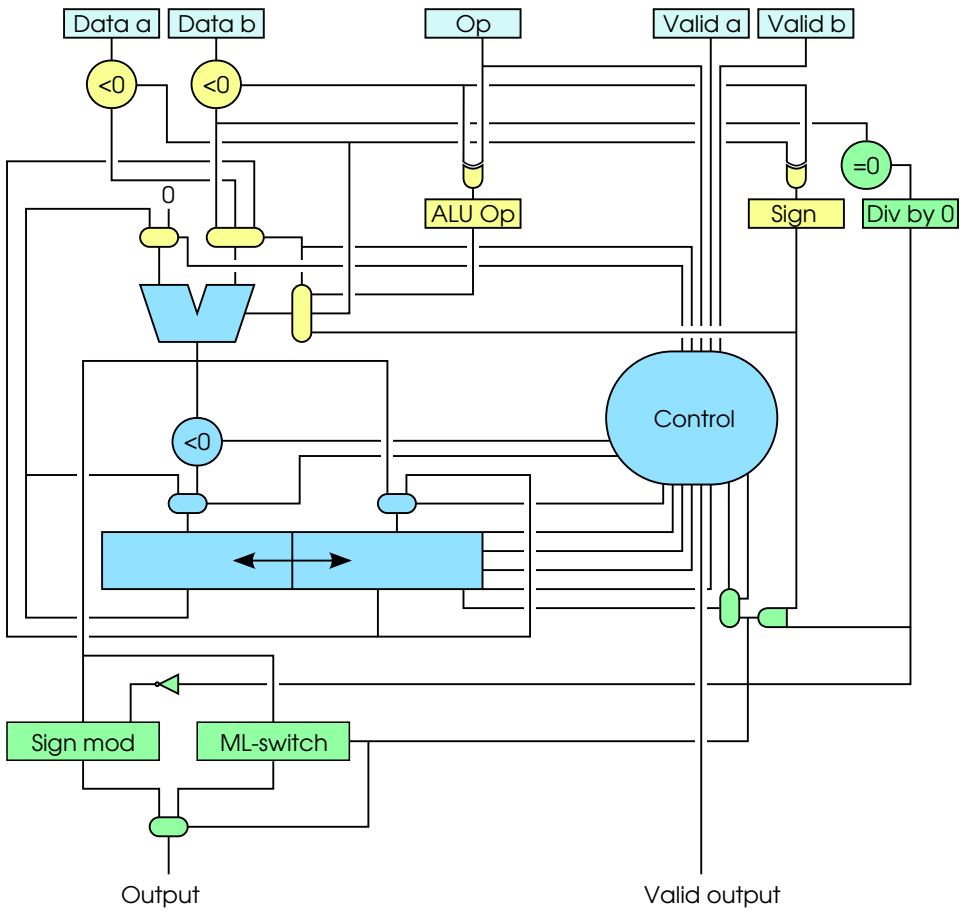 Data a
Data b
Op
Valid a
Valid b
<0
<0
=0
0
ALU Op
Sign
Div by 0
Control
<0
Sign mod
ML-switch
Output
Valid output